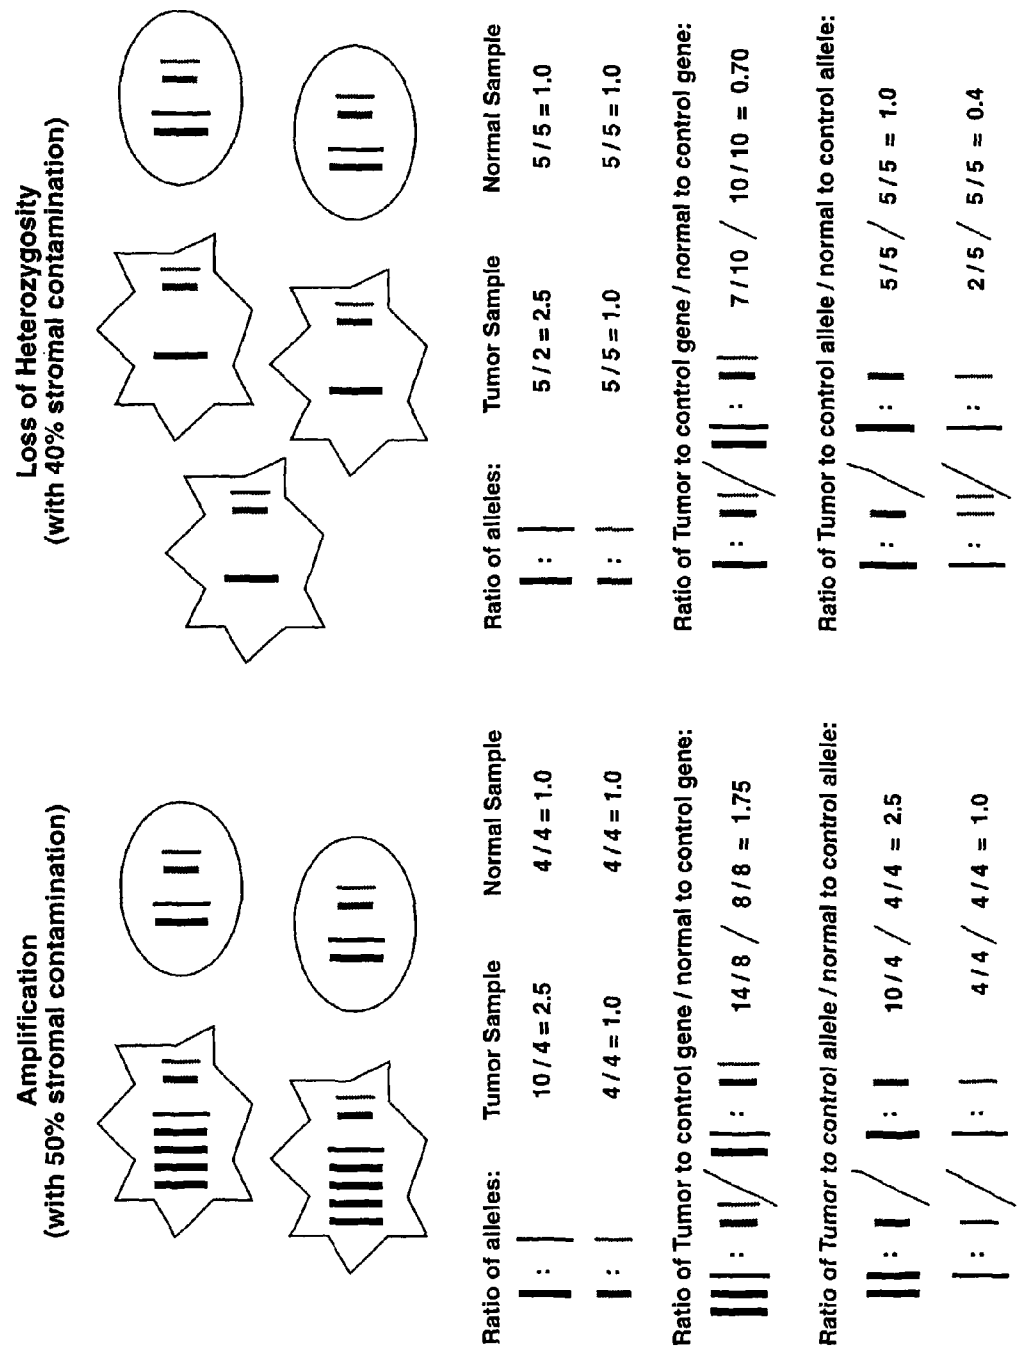 Amplification
(with 50% stromal contamination)
Ratio of alleles:
Tumor Sample
Normal Sample
:
10 / 4 = 2.5
4 / 4 = 1.0
:
4 / 4 = 1.0
4 / 4 = 1.0
Ratio of Tumor to control gene / normal to control gene:
: / :
14 / 8 / 8 / 8 = 1.75
Ratio of Tumor to control allele / normal to control allele:
: / :
10 / 4 / 4 / 4 = 2.5
: / :
4 / 4 / 4 / 4 = 1.0
Loss of Heterozygosity
(with 40% stromal contamination)
Ratio of alleles:
Tumor Sample
Normal Sample
:
5 / 2 = 2.5
5 / 5 = 1.0
:
5 / 5 = 1.0
5 / 5 = 1.0
Ratio of Tumor to control gene / normal to control gene:
: / :
7 / 10 / 10 / 10 = 0.70
Ratio of Tumor to control allele / normal to control allele:
: / :
5 / 5 / 5 / 5 = 1.0
: / :
2 / 5 / 5 / 5 = 0.4